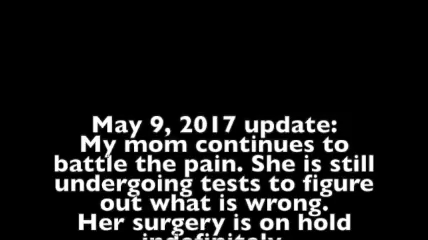 May 9, 2017 update:
My mom continues to
battle the pain. She is still
undergoing tests to figure
out what is wrong.
Her surgery is on hold
indefinitely